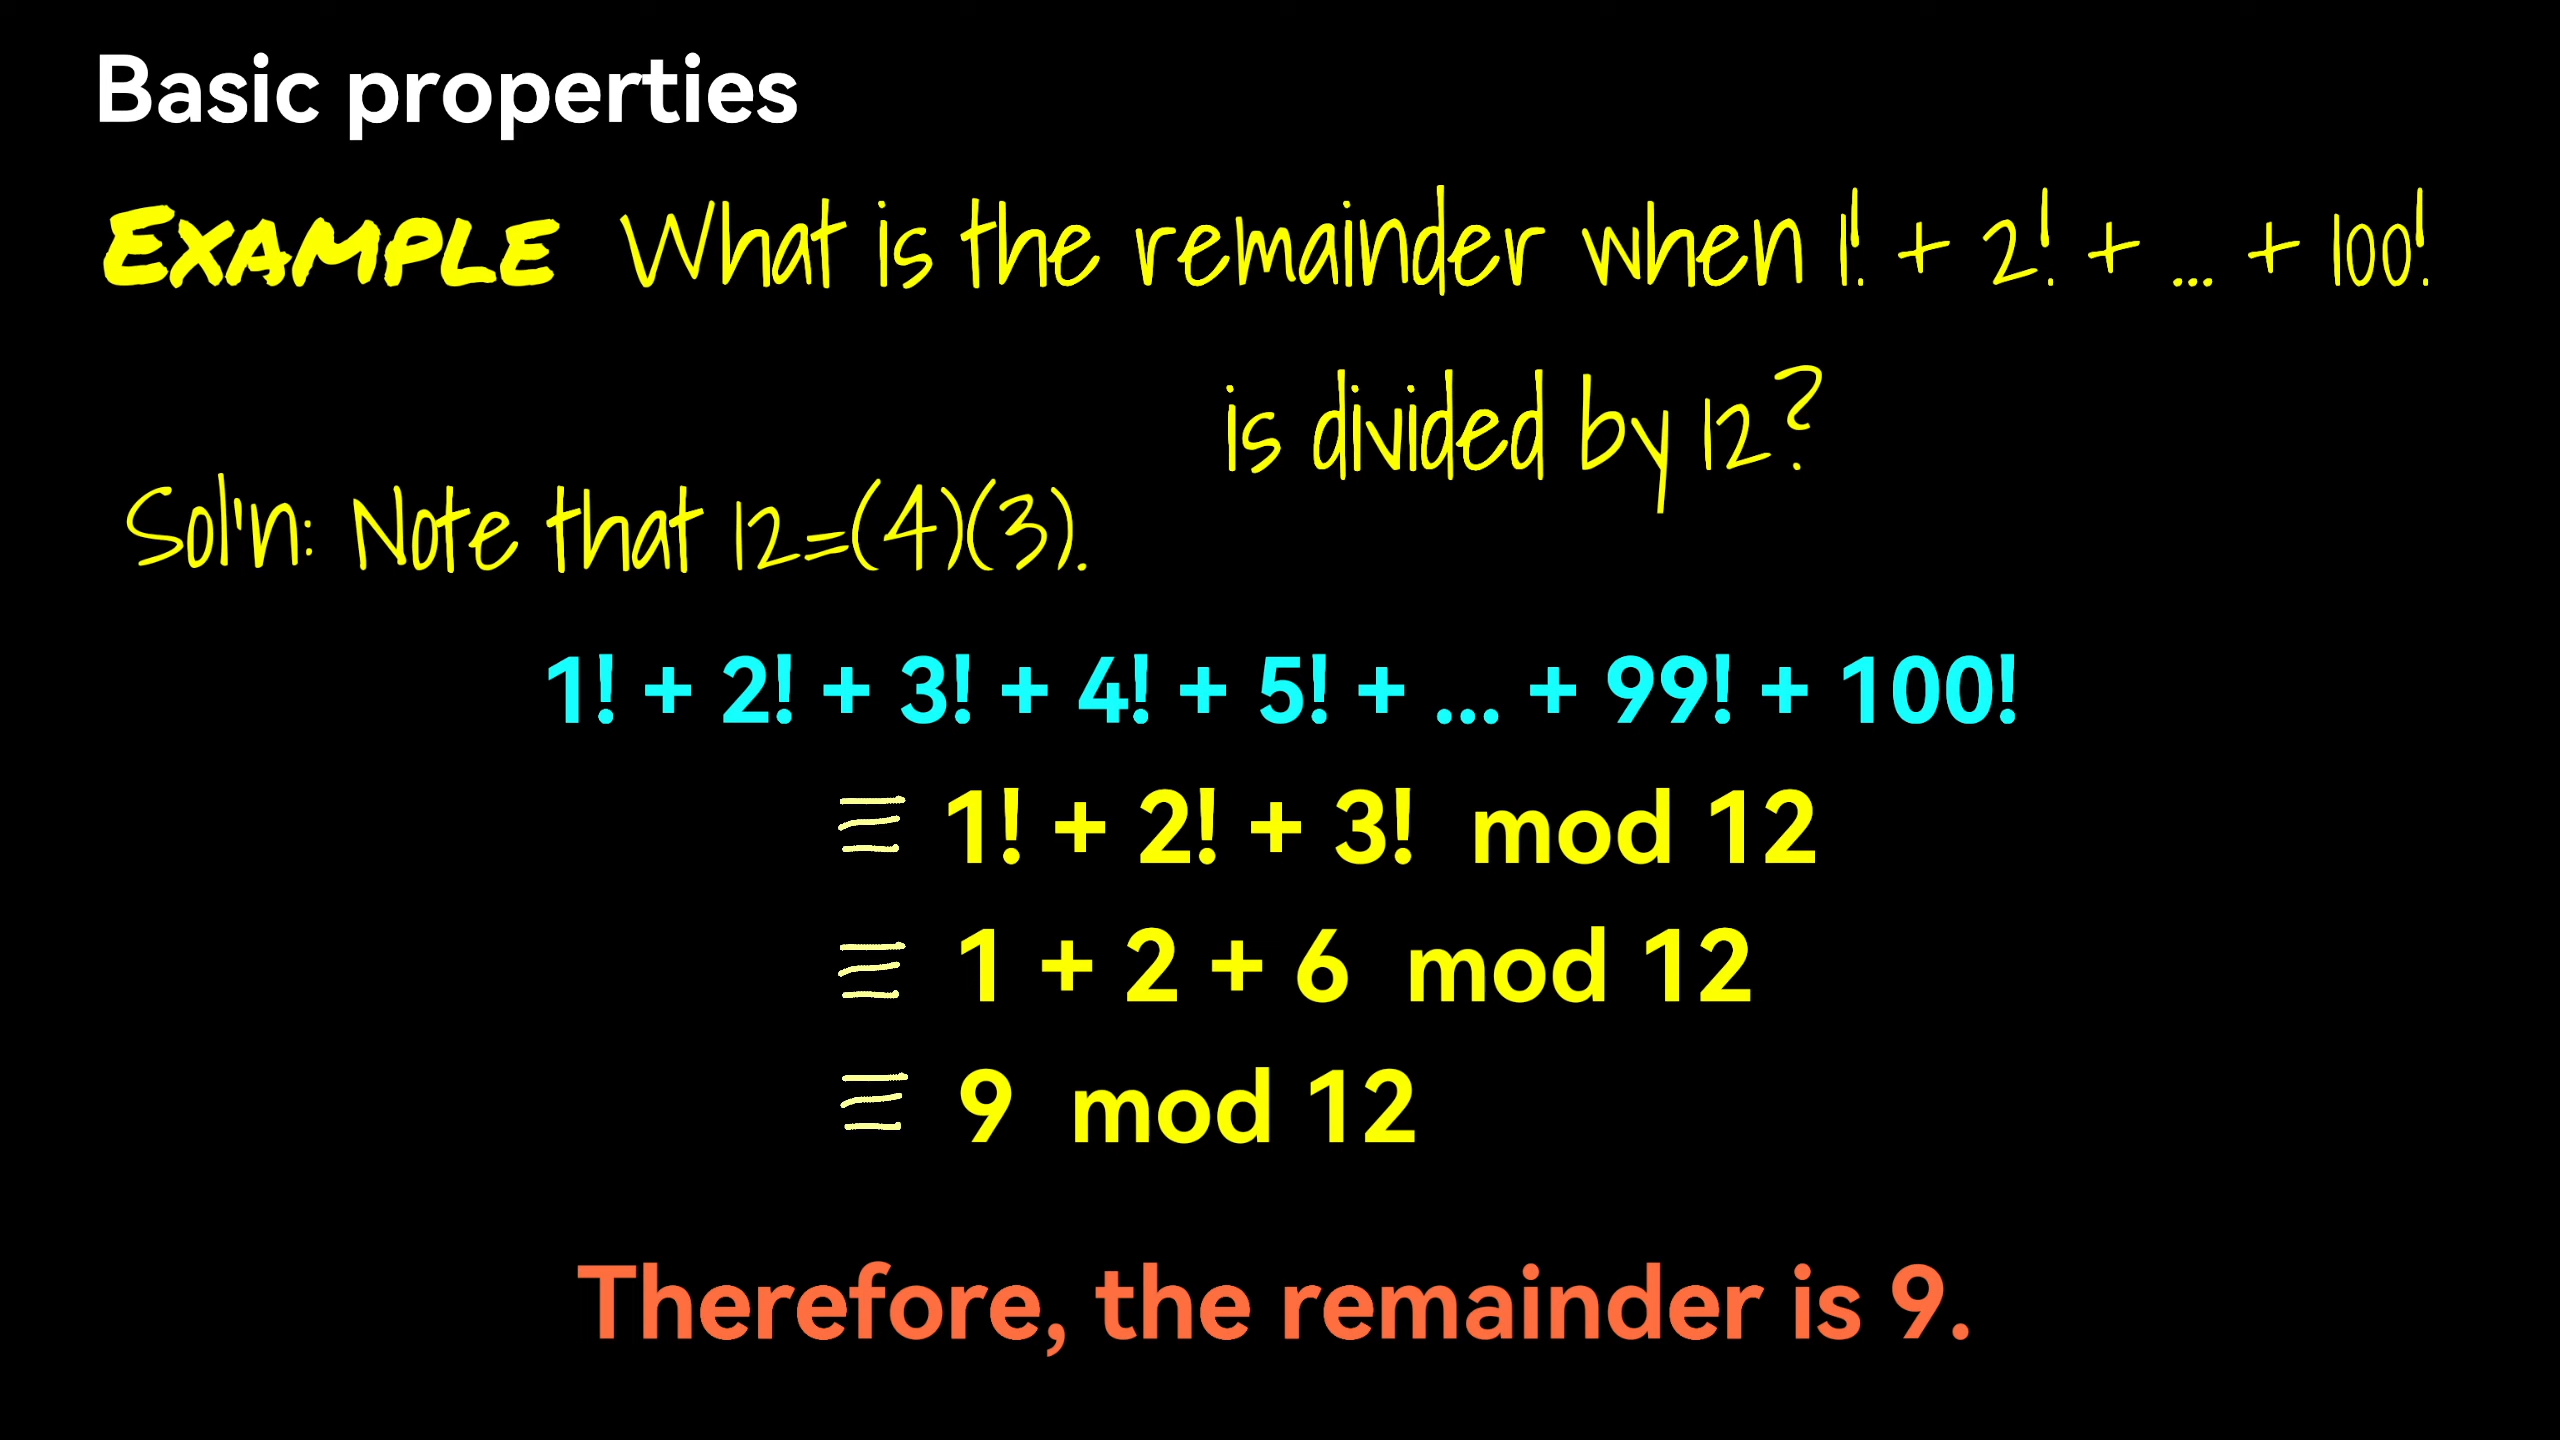 Basic properties
EXAMPLE What is the remainder when 1! + 2! + ... + 100!
is divided by 12?
Sol'n: Note that 12=(4)(3).
1! + 2! + 3! + 4! + 5! + ... + 99! + 100!
≡ 1! + 2! + 3! mod 12
≡ 1 + 2 + 6 mod 12
≡ 9 mod 12
Therefore, the remainder is 9.